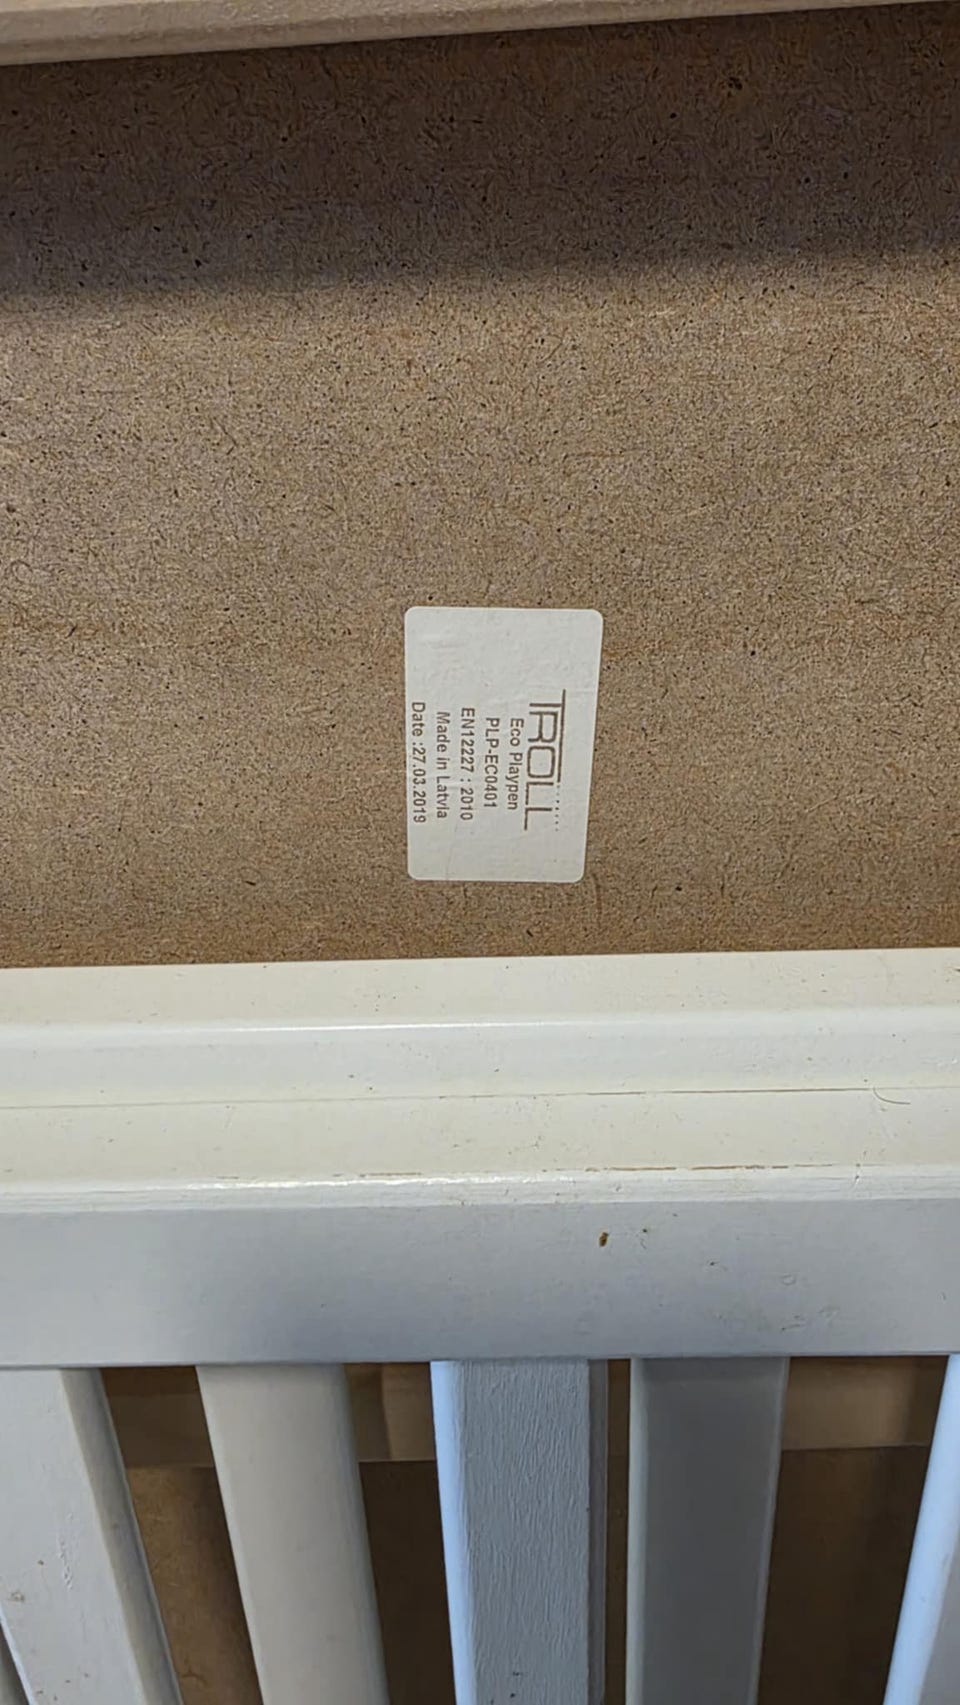 TROLL
Eco Playpen
PLP-EC0401
EN12227 : 2010
Made in Latvia
Date :27.03.2019